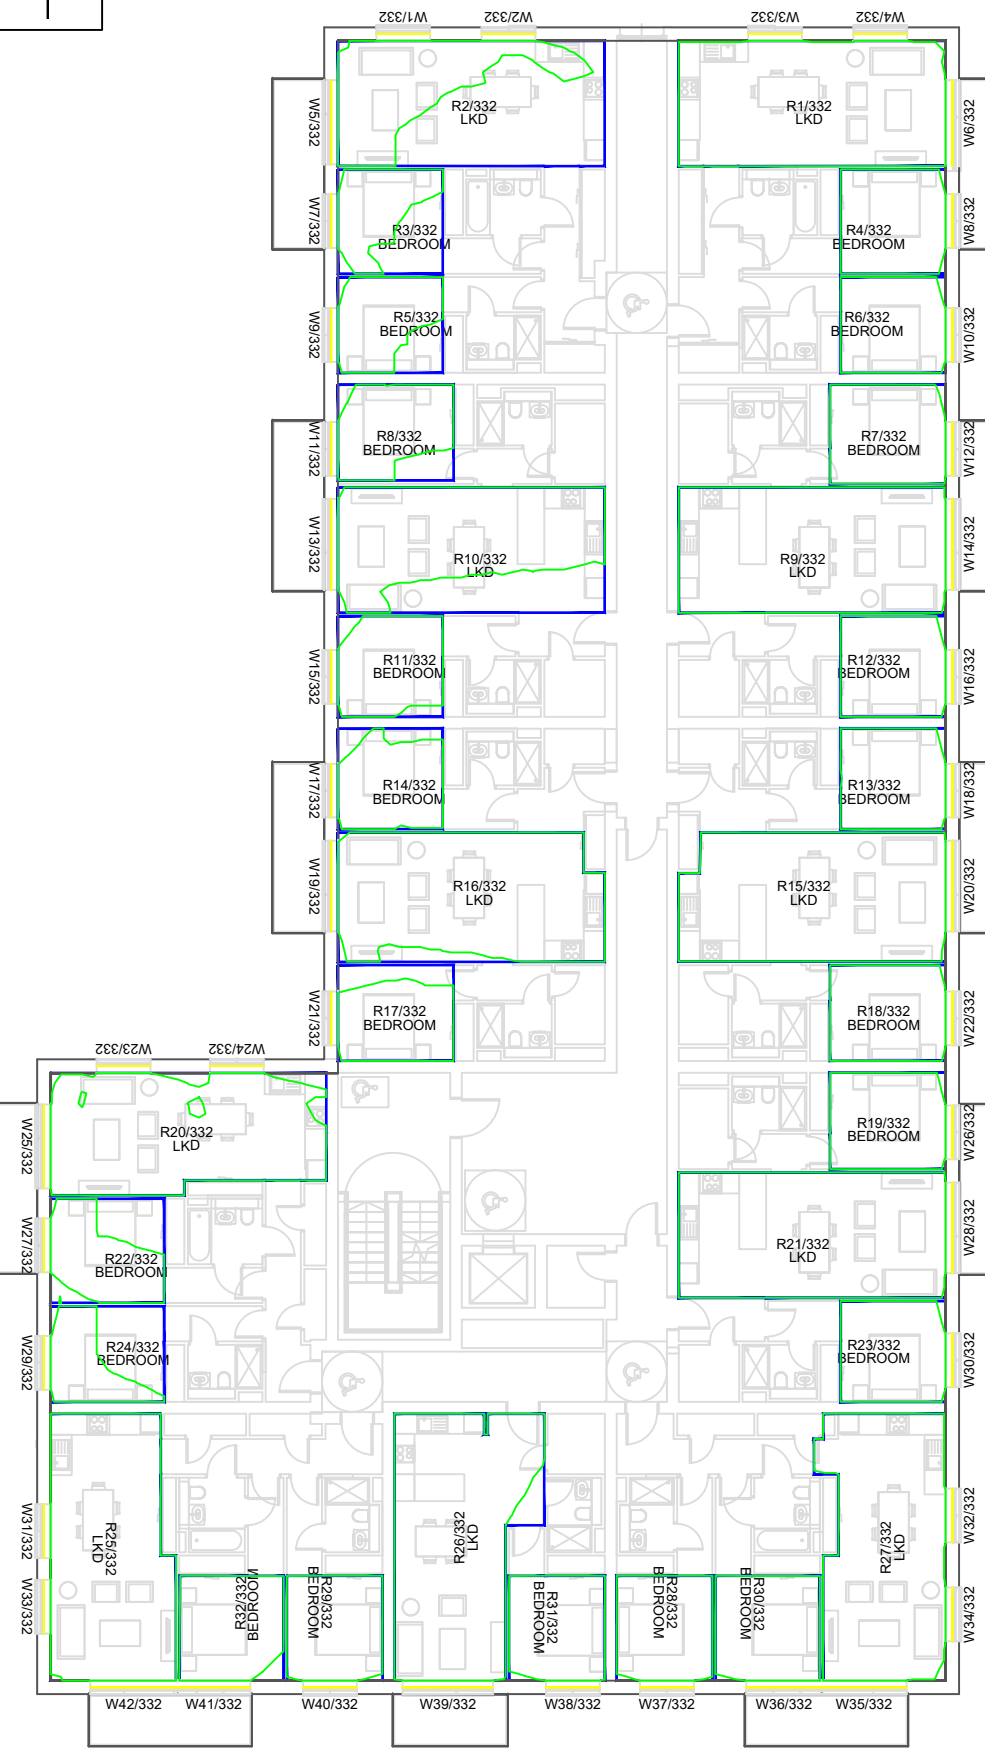 W1/332
W2/332
W3/332
W4/332
W5/332
R2/332
LKD
R1/332
LKD
W6/332
W7/332
R3/332
BEDROOM
R4/332
BEDROOM
W8/332
W9/332
R5/332
BEDROOM
R6/332
BEDROOM
W10/332
W11/332
R8/332
BEDROOM
R7/332
BEDROOM
W12/332
W13/332
R10/332
LKD
R9/332
LKD
W14/332
W15/332
R11/332
BEDROOM
R12/332
BEDROOM
W16/332
W17/332
R14/332
BEDROOM
R13/332
BEDROOM
W18/332
W19/332
R16/332
LKD
R15/332
LKD
W20/332
W21/332
R17/332
BEDROOM
R18/332
BEDROOM
W22/332
W23/332
W24/332
W25/332
R20/332
LKD
R19/332
BEDROOM
W26/332
W27/332
R22/332
BEDROOM
R21/332
LKD
W28/332
W29/332
R24/332
BEDROOM
R23/332
BEDROOM
W30/332
W31/332
R25/332
LKD
R26/332
LKD
R27/332
LKD
W32/332
W33/332
R32/332
BEDROOM
R29/332
BEDROOM
R31/332
BEDROOM
R28/332
BEDROOM
R30/332
BEDROOM
W34/332
W42/332
W41/332
W40/332
W39/332
W38/332
W37/332
W36/332
W35/332